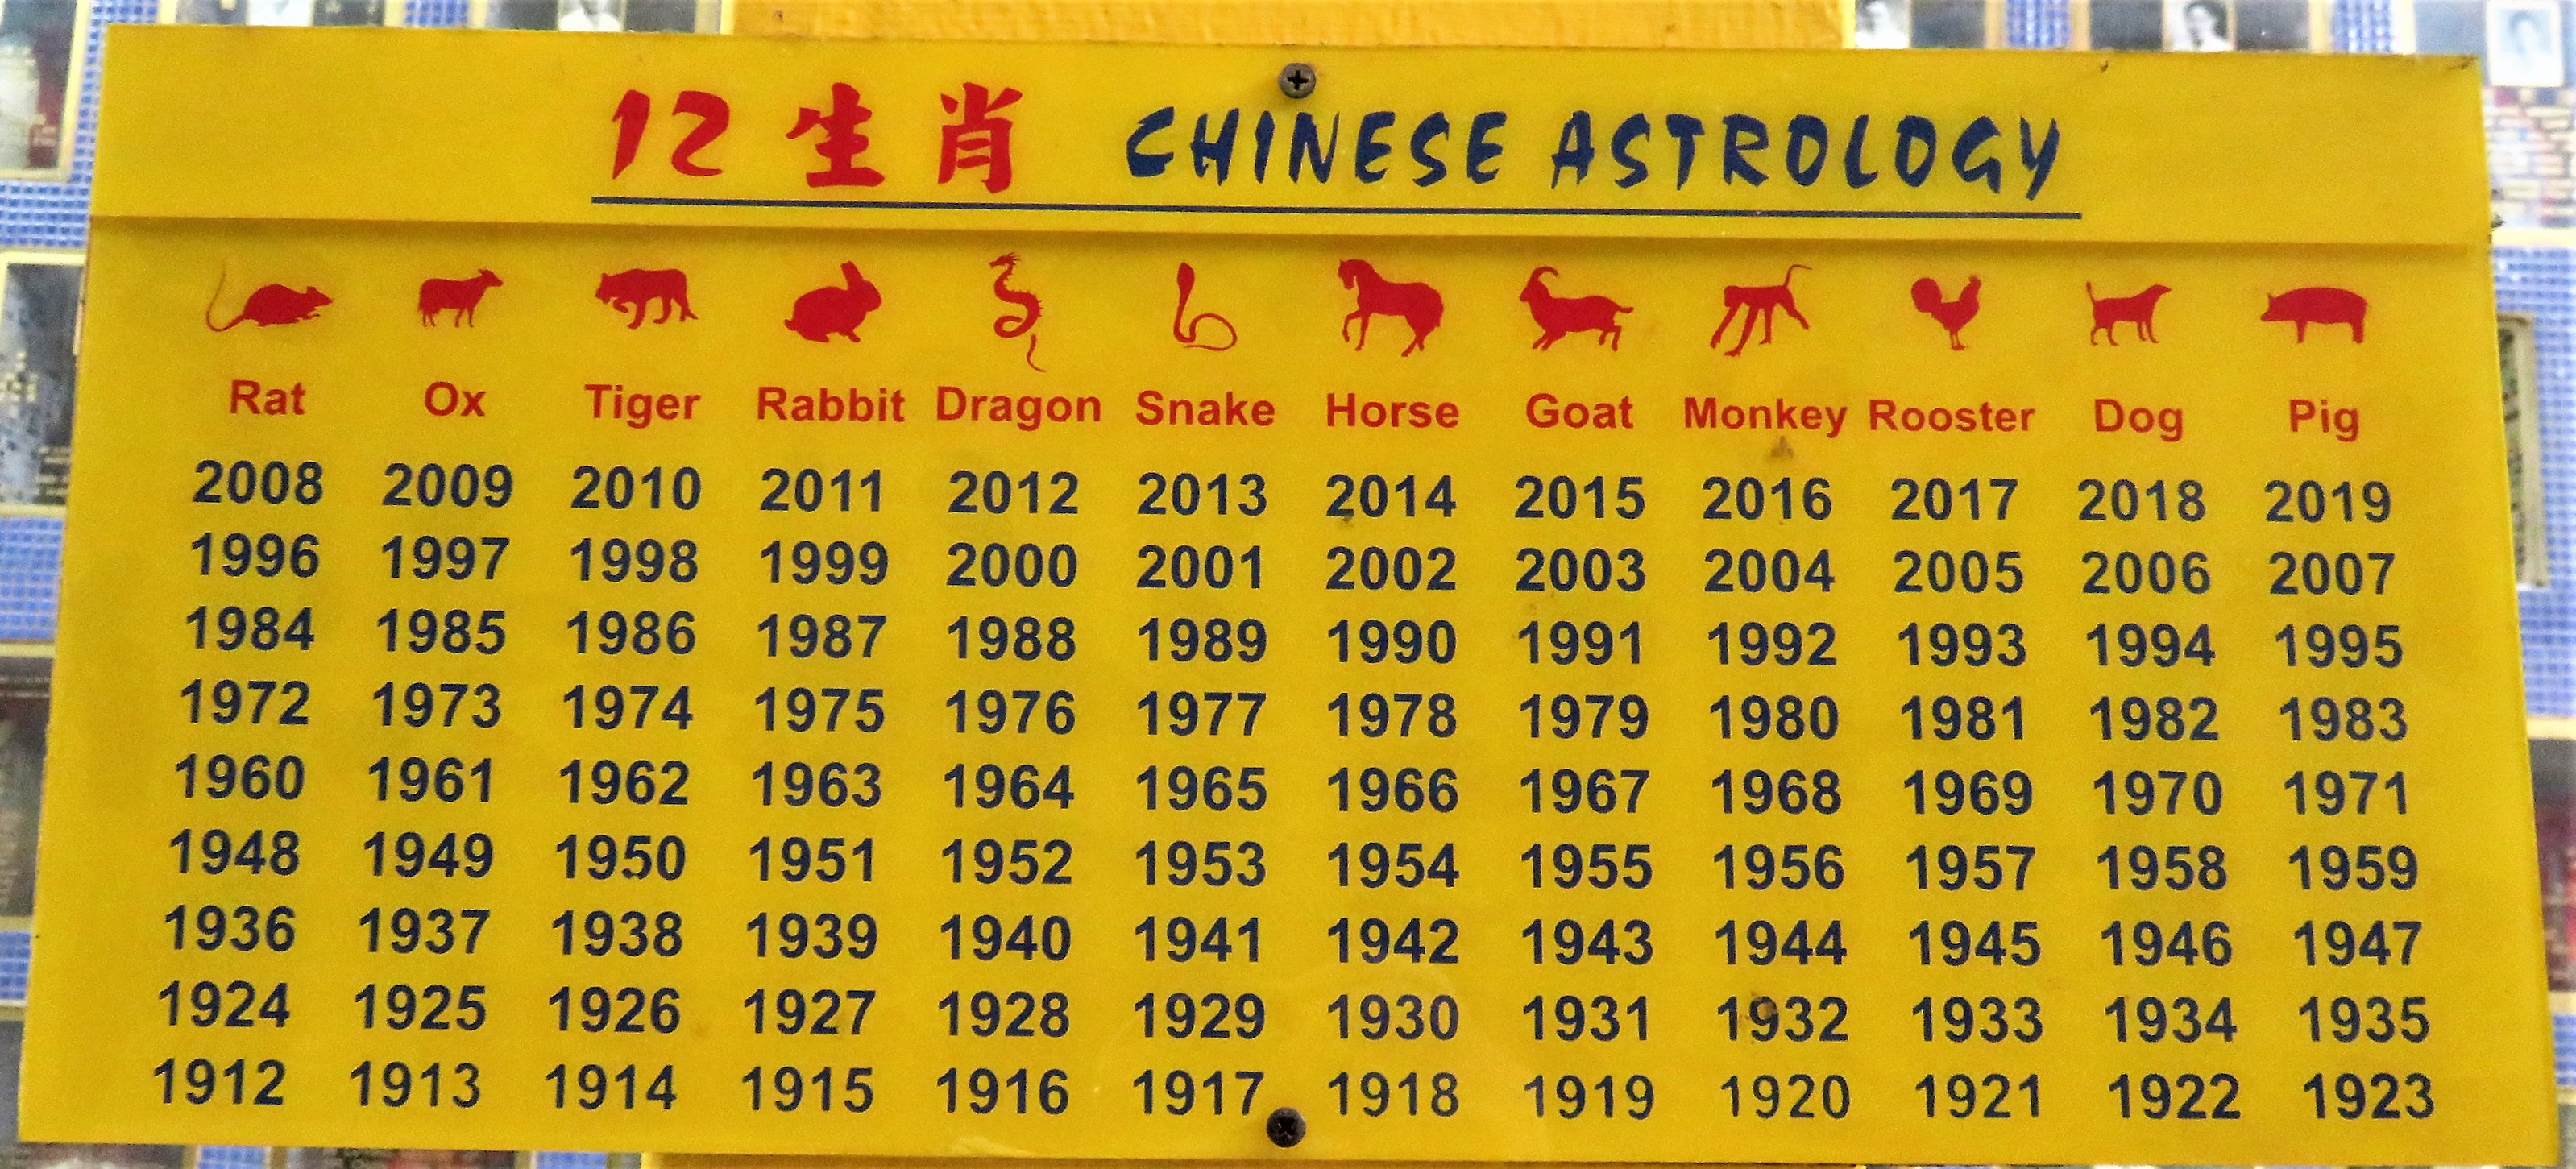 12 生肖 CHINESE ASTROLOGY
Rat Ox Tiger Rabbit Dragon Snake Horse Goat Monkey Rooster Dog Pig
2008 2009 2010 2011 2012 2013 2014 2015 2016 2017 2018 2019
1996 1997 1998 1999 2000 2001 2002 2003 2004 2005 2006 2007
1984 1985 1986 1987 1988 1989 1990 1991 1992 1993 1994 1995
1972 1973 1974 1975 1976 1977 1978 1979 1980 1981 1982 1983
1960 1961 1962 1963 1964 1965 1966 1967 1968 1969 1970 1971
1948 1949 1950 1951 1952 1953 1954 1955 1956 1957 1958 1959
1936 1937 1938 1939 1940 1941 1942 1943 1944 1945 1946 1947
1924 1925 1926 1927 1928 1929 1930 1931 1932 1933 1934 1935
1912 1913 1914 1915 1916 1917 1918 1919 1920 1921 1922 1923